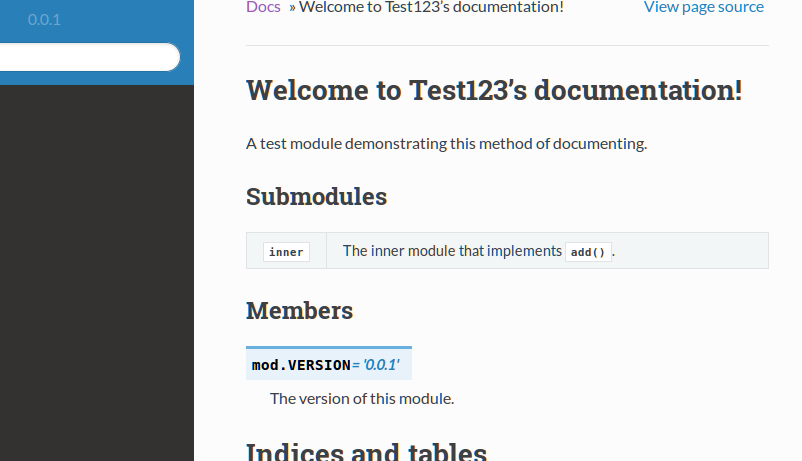 0.0.1
Docs » Welcome to Test123’s documentation! View page source
Welcome to Test123’s documentation!
A test module demonstrating this method of documenting.
Submodules
inner The inner module that implements add().
Members
mod.VERSION= '0.0.1'
The version of this module.
Indices and tables